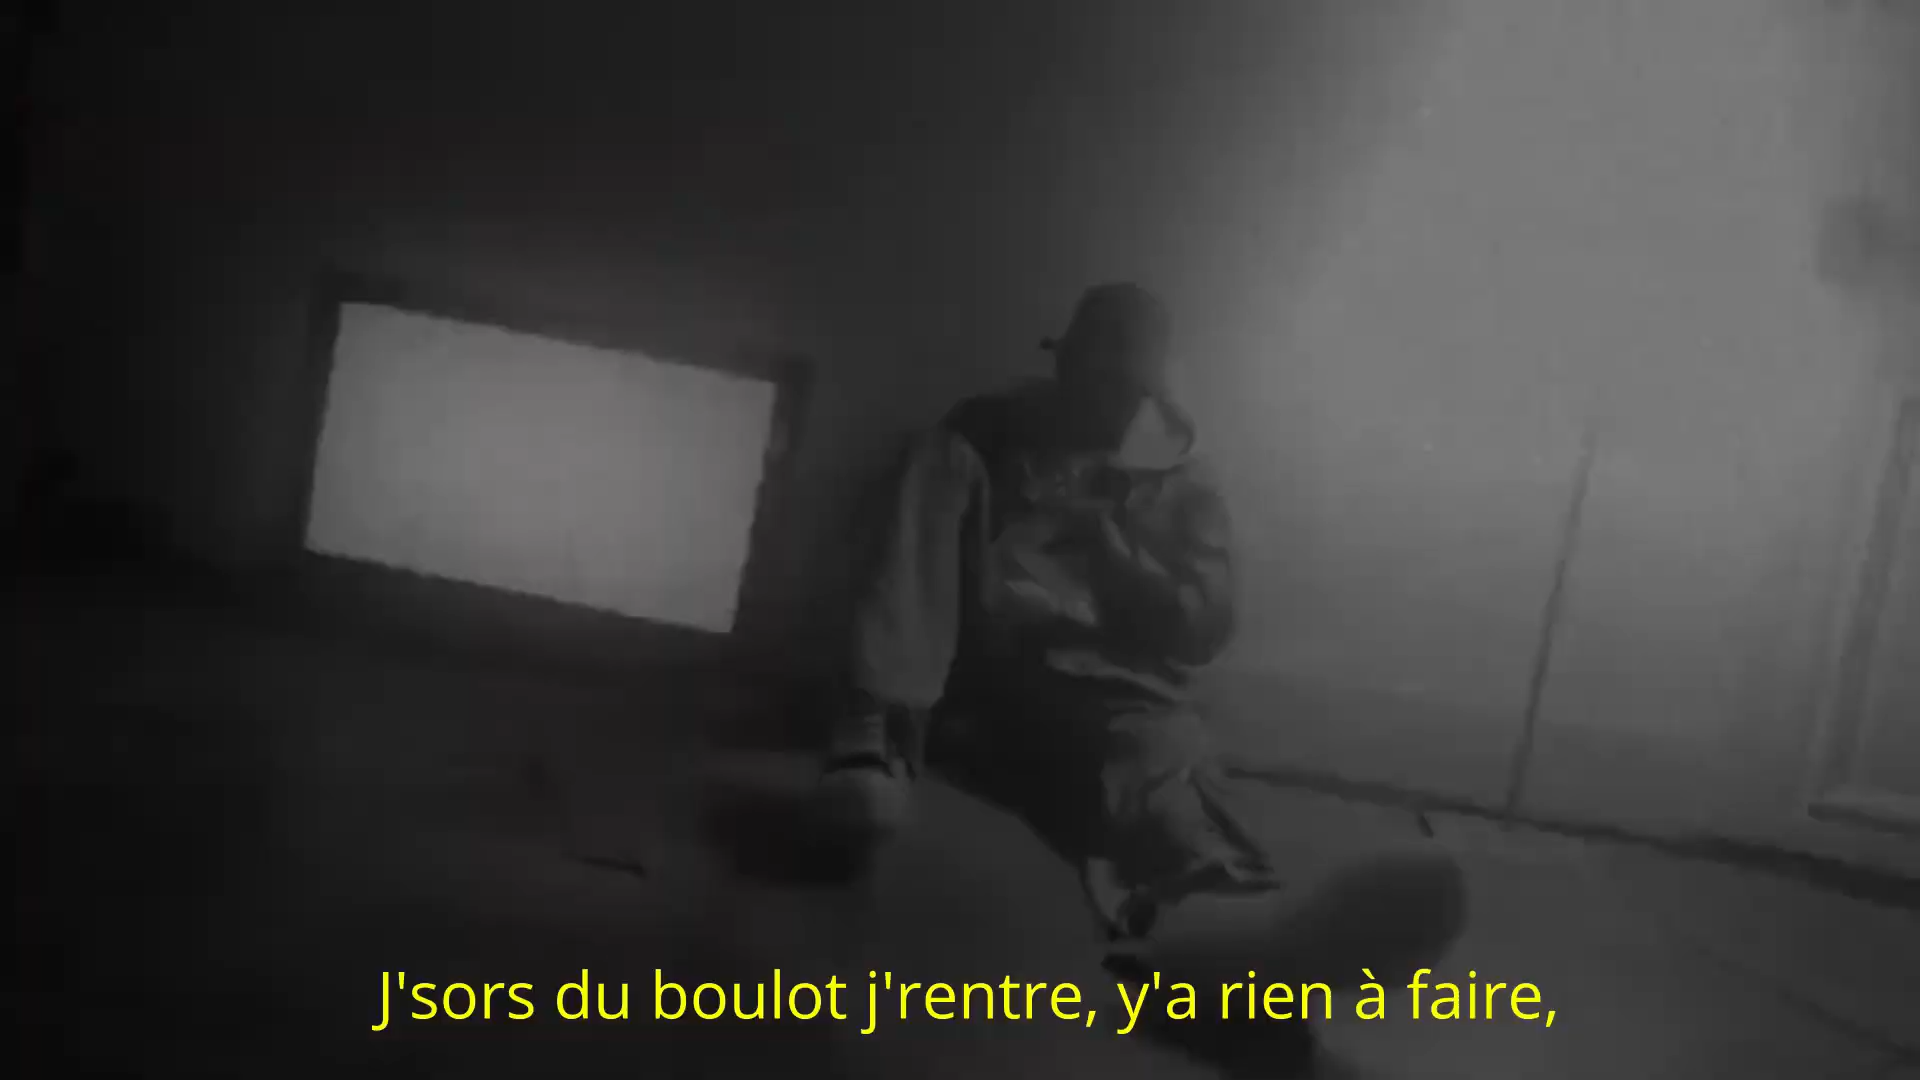 J'sors du boulot j'rentre, y'a rien à faire,